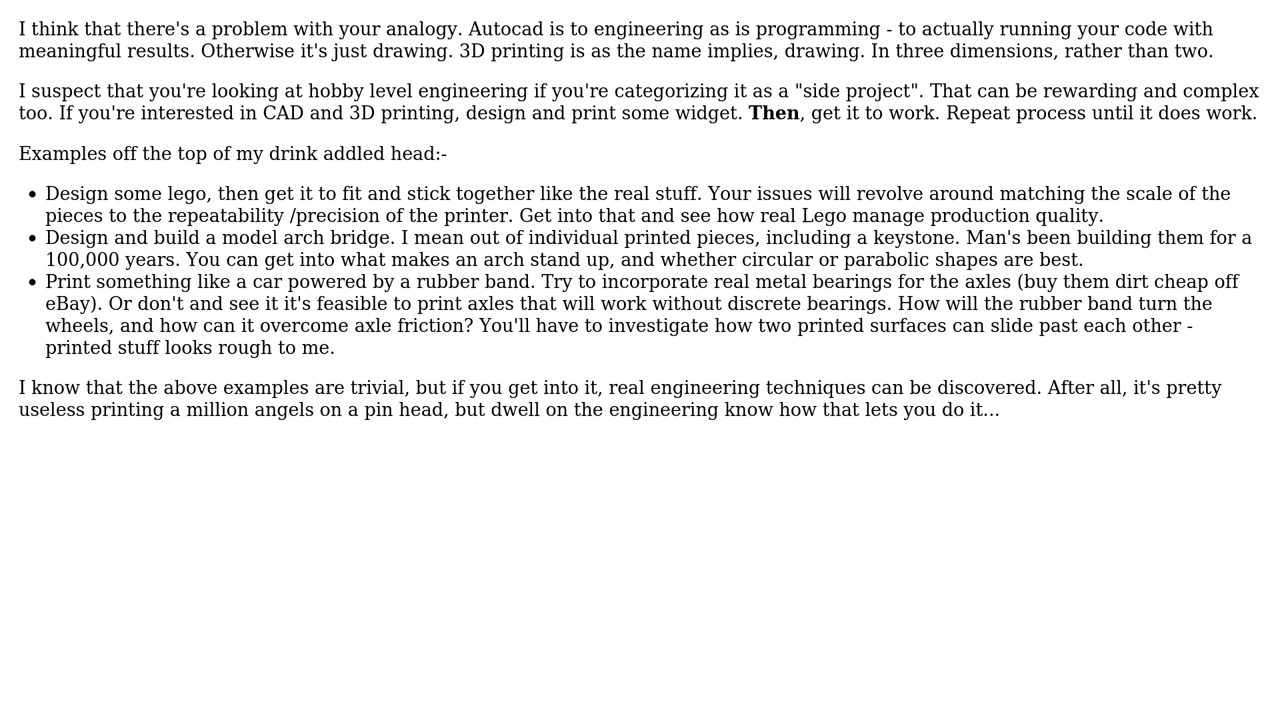 I think that there's a problem with your analogy. Autocad is to engineering as is programming - to actually running your code with
meaningful results. Otherwise it's just drawing. 3D printing is as the name implies, drawing. In three dimensions, rather than two.
I suspect that you're looking at hobby level engineering if you're categorizing it as a "side project". That can be rewarding and complex
too. If you're interested in CAD and 3D printing, design and print some widget. Then, get it to work. Repeat process until it does work.
Examples off the top of my drink addled head:-
• Design some lego, then get it to fit and stick together like the real stuff. Your issues will revolve around matching the scale of the
pieces to the repeatability /precision of the printer. Get into that and see how real Lego manage production quality.
• Design and build a model arch bridge. I mean out of individual printed pieces, including a keystone. Man's been building them for a
100,000 years. You can get into what makes an arch stand up, and whether circular or parabolic shapes are best.
• Print something like a car powered by a rubber band. Try to incorporate real metal bearings for the axles (buy them dirt cheap off
eBay). Or don't and see it it's feasible to print axles that will work without discrete bearings. How will the rubber band turn the
wheels, and how can it overcome axle friction? You'll have to investigate how two printed surfaces can slide past each other -
printed stuff looks rough to me.
I know that the above examples are trivial, but if you get into it, real engineering techniques can be discovered. After all, it's pretty
useless printing a million angels on a pin head, but dwell on the engineering know how that lets you do it...